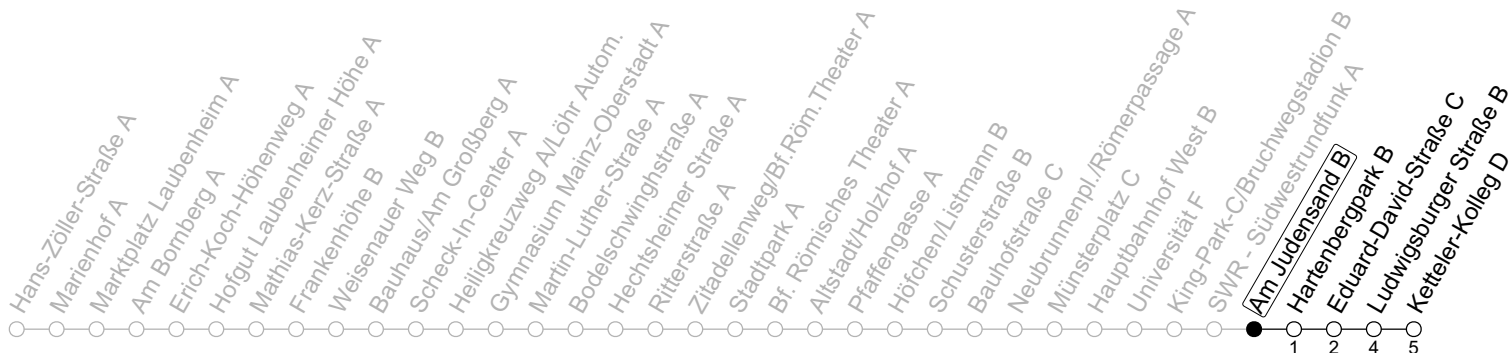 Hans-Zöller-Straße A
Marienhof A
Marktplatz Laubenheim A
Am Bornberg A
Erich-Koch-Höhenweg A
Hofgut Laubenheimer Höhe A
Mathias-Kerz-Straße A
Frankenhöhe B
Weisenauer Weg B
Bauhaus/Am Großberg A
Scheck-In-Center A
Heiligkreuzweg A/Löhr Autom.
Gymnasium Mainz-Oberstadt A
Martin-Luther-Straße A
Bodelschwinghstraße A
Hechtsheimer Straße A
Ritterstraße A
Zitadellenweg/Bf.Röm.Theater A
Stadtpark A
Bf. Römisches Theater A
Altstadt/Holzhof A
Pfaffengasse A
Höfchen/Listmann B
Schusterstraße B
Bauhofstraße C
Neubrunnenpl./Römerpassage A
Münsterplatz C
Hauptbahnhof West B
Universität F
King-Park-C/Bruchwegstadion B
SWR - Südwestrundfunk A
Am Judensand B
Hartenbergpark B
Eduard-David-Straße C
Ludwigsburger Straße B
Ketteler-Kolleg D
1 2 4 5